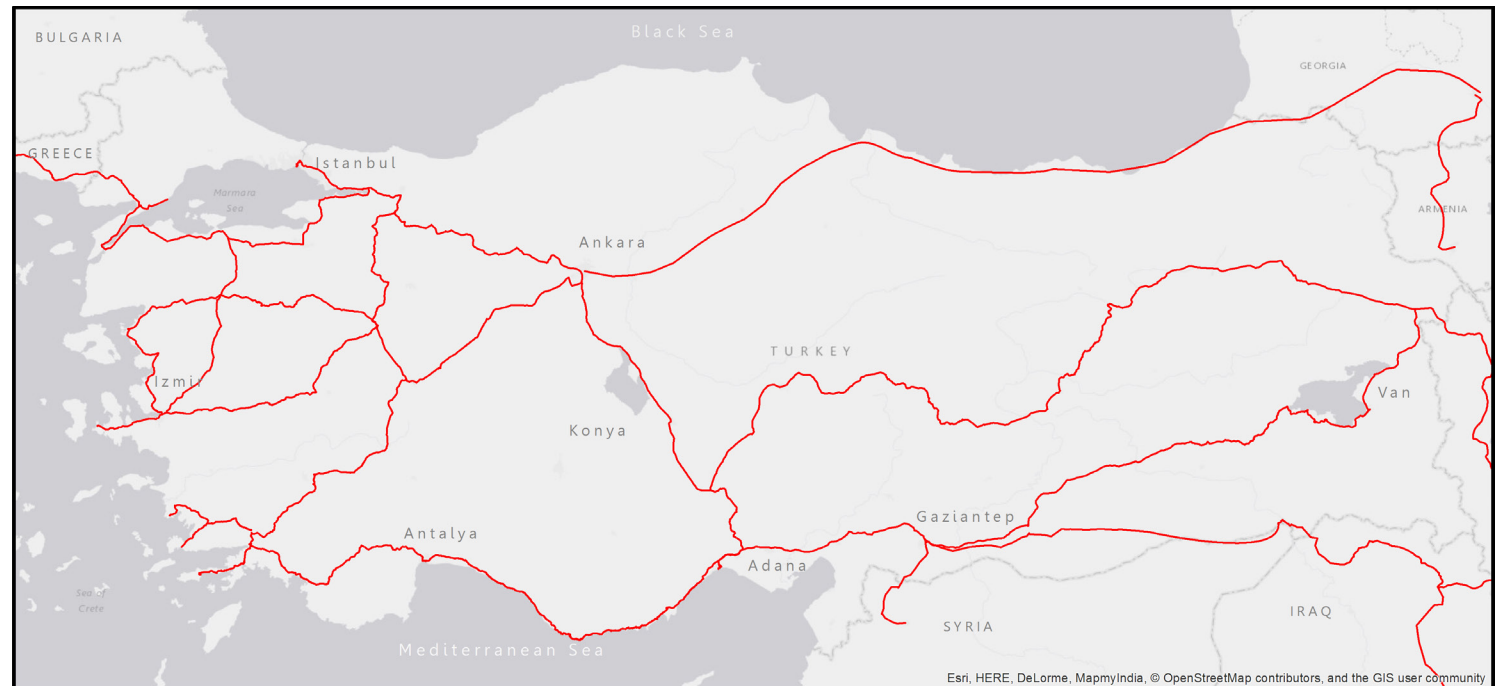 Black Sea
BULGARIA
GEORGIA
GREECE
Istanbul
Marmara
Sea
ARMENIA
Ankara
TURKEY
Izmir
Van
Konya
Gaziantep
Antalya
Adana
Sea of
Crete
IRAQ
SYRIA
Mediterranean Sea
Esri, HERE, DeLorme, MapmyIndia, © OpenStreetMap contributors, and the GIS user community